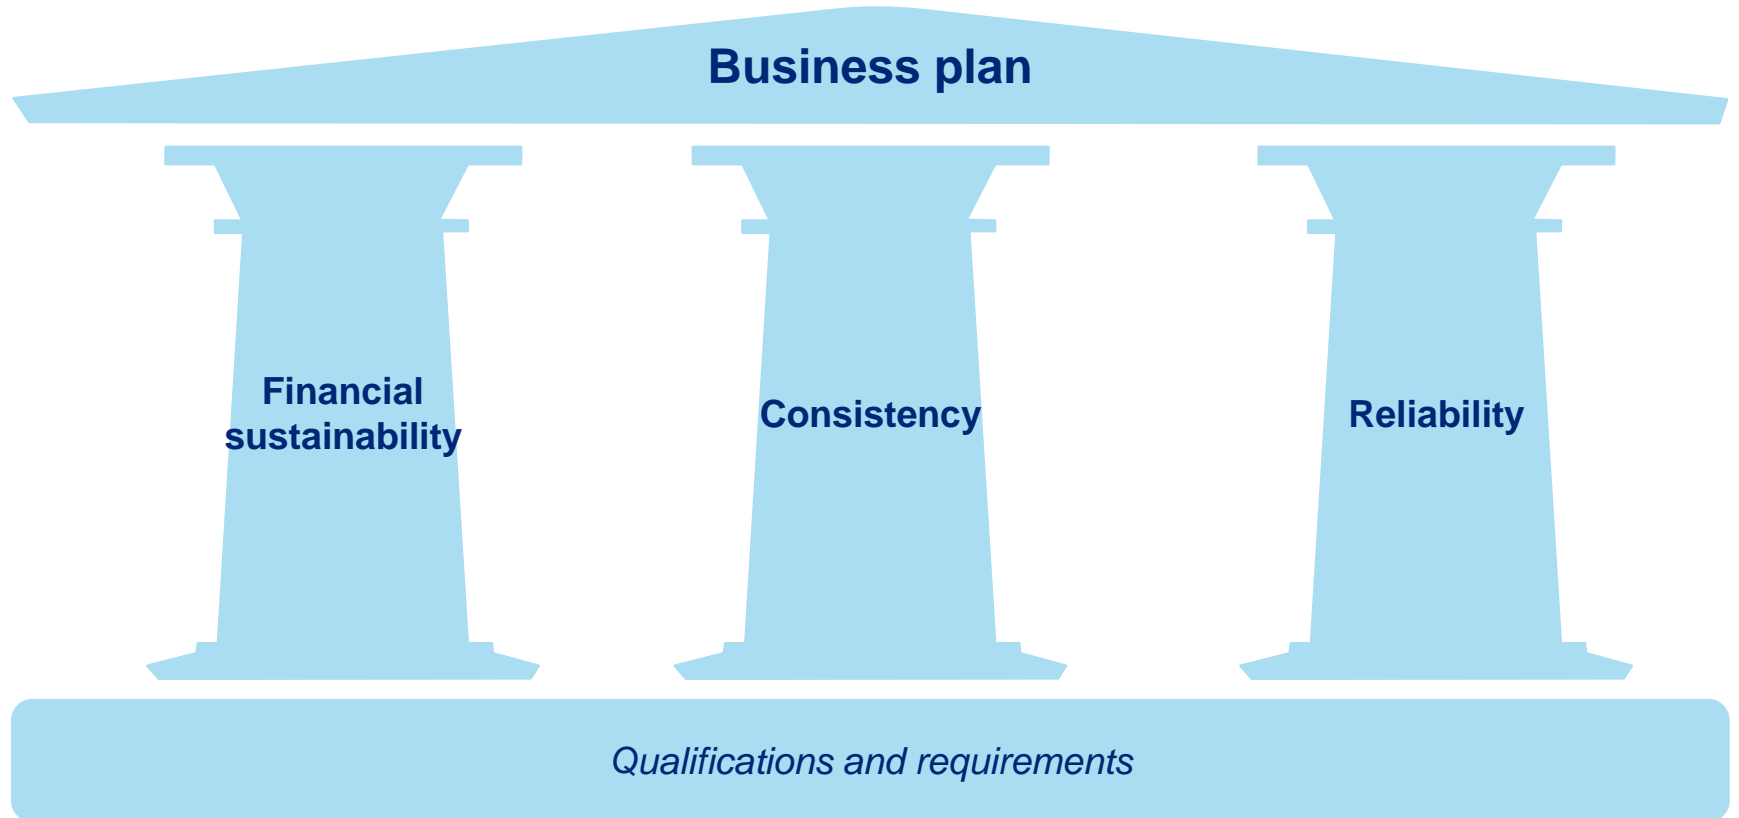 Business plan
Financial
sustainability
Consistency
Reliability
Qualifications and requirements